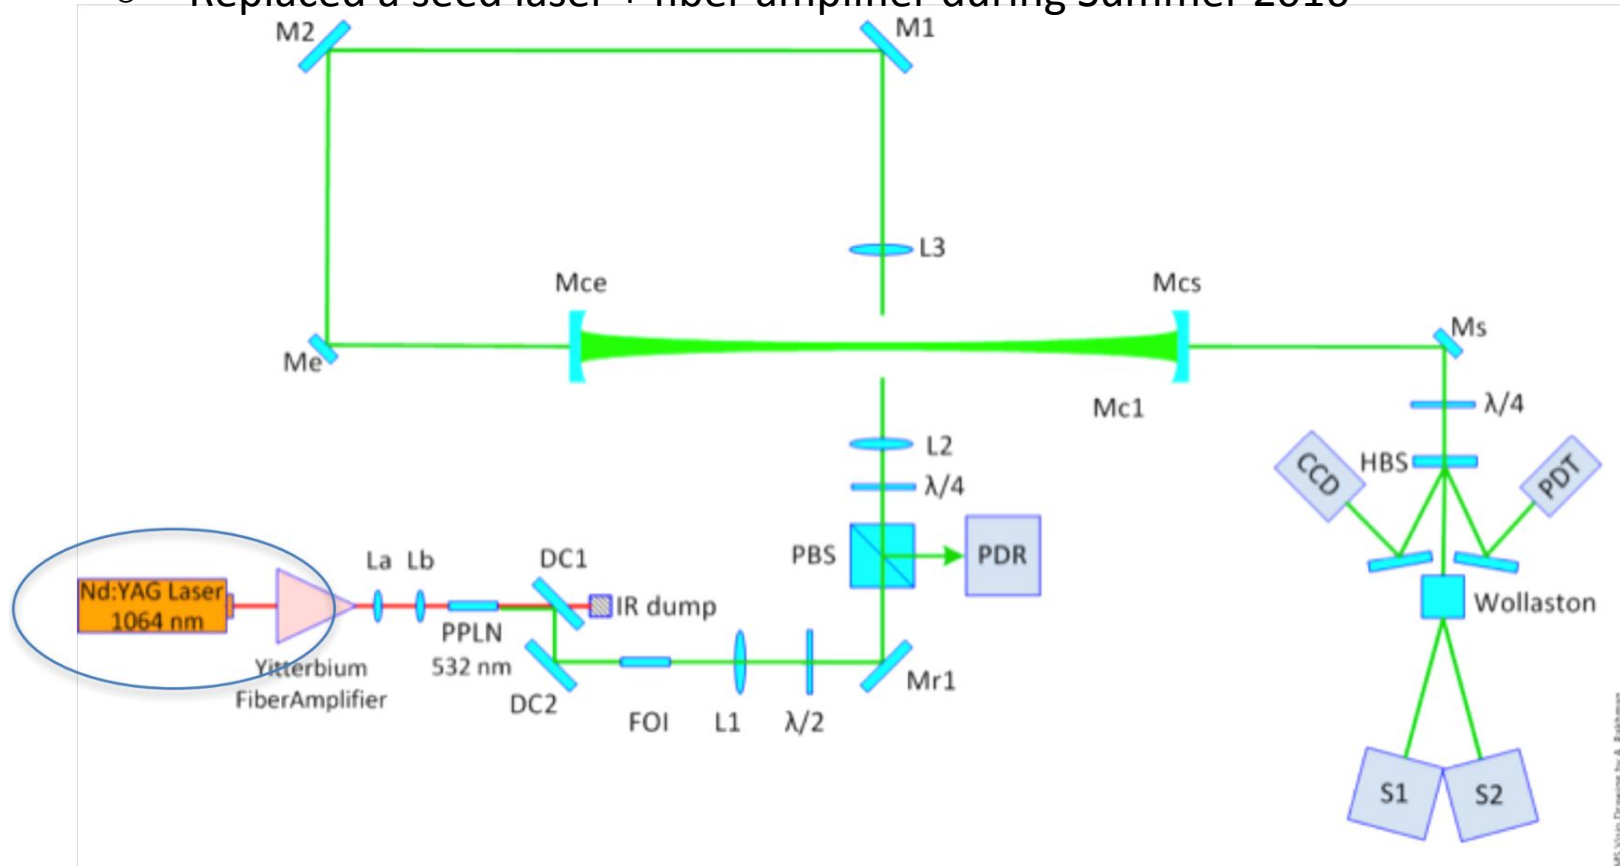 Replaced a seed laser + fiber amplifier during Summer 2016
M2
M1
L3
Mce
Mcs
Me
Ms
Mc1
λ/4
L2
HBS
CCD
PDT
λ/4
PBS
PDR
La
Lb
DC1
Nd:YAG Laser
1064 nm
IR dump
Wollaston
PPLN
532 nm
Yitterbium
FiberAmplifier
Mr1
DC2
FOI
L1
λ/2
S1
S2